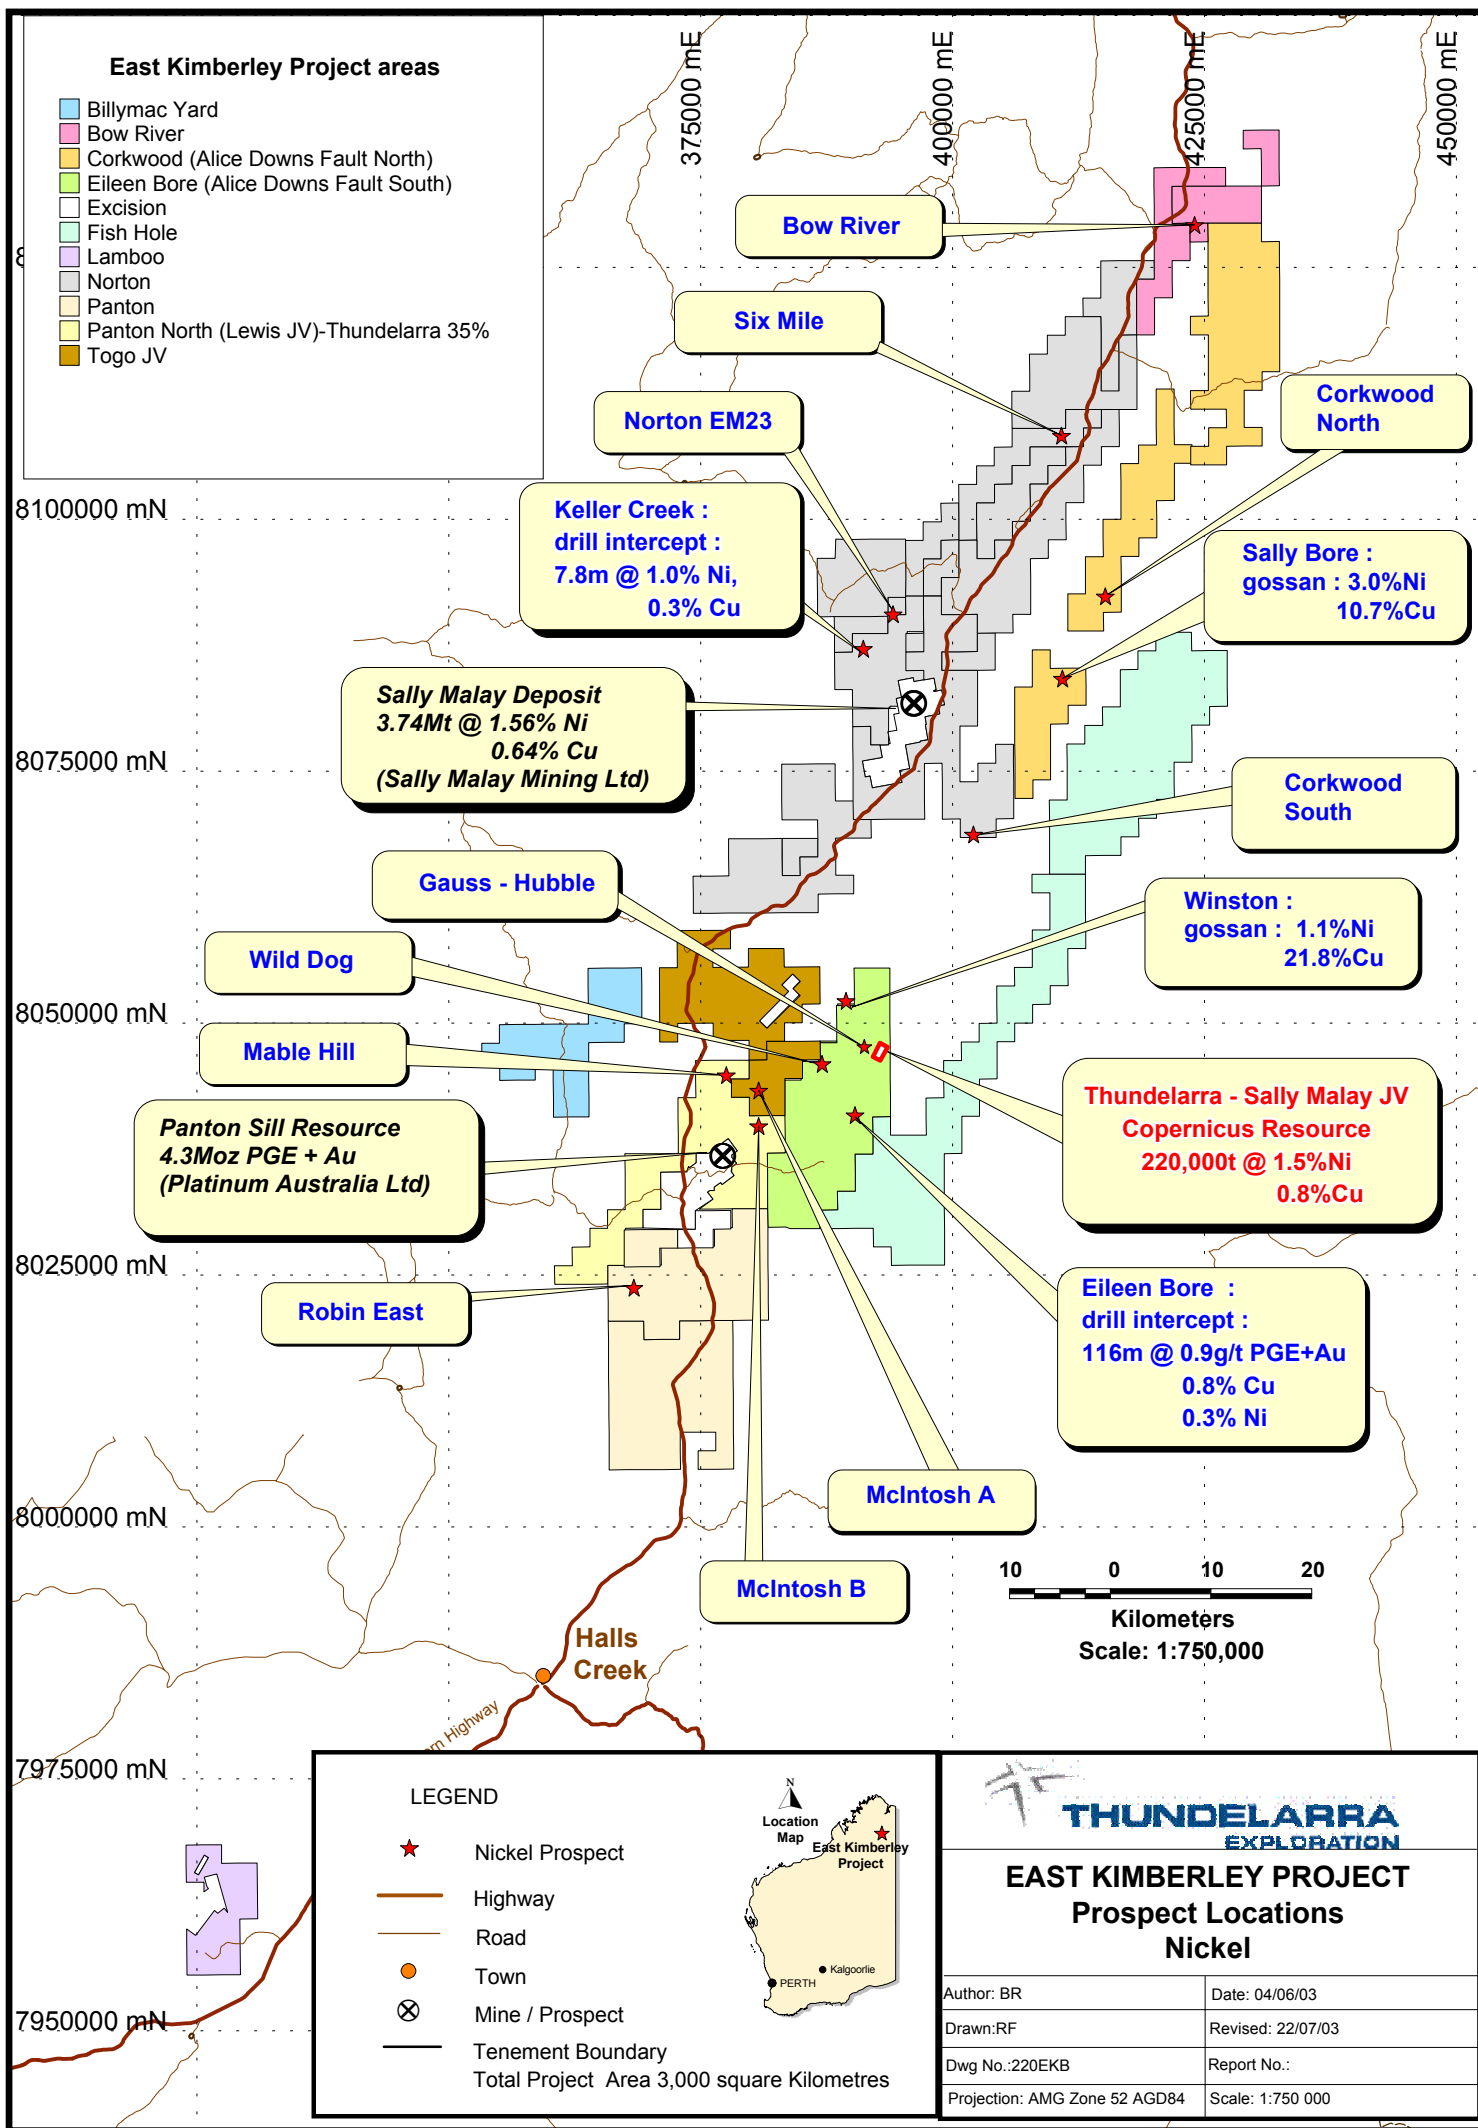 East Kimberley Project areas
Billymac Yard
Bow River
Corkwood (Alice Downs Fault North)
Eileen Bore (Alice Downs Fault South)
Excision
Fish Hole
Lamboo
Norton
Panton
Panton North (Lewis JV)-Thundelarra 35%
Togo JV
375000 mE
400000 mE
425000 mE
450000 mE
8
8100000 mN
8075000 mN
8050000 mN
8025000 mN
8000000 mN
7975000 mN
7950000 mN
Bow River
Six Mile
Norton EM23
Corkwood
North
Keller Creek :
drill intercept :
7.8m @ 1.0% Ni,
0.3% Cu
Sally Bore :
gossan : 3.0%Ni
10.7%Cu
Sally Malay Deposit
3.74Mt @ 1.56% Ni
0.64% Cu
(Sally Malay Mining Ltd)
Corkwood
South
Gauss - Hubble
Winston :
gossan : 1.1%Ni
21.8%Cu
Wild Dog
Mable Hill
Thundelarra - Sally Malay JV
Copernicus Resource
220,000t @ 1.5%Ni
0.8%Cu
Panton Sill Resource
4.3Moz PGE + Au
(Platinum Australia Ltd)
Robin East
Eileen Bore :
drill intercept :
116m @ 0.9g/t PGE+Au
0.8% Cu
0.3% Ni
McIntosh A
McIntosh B
10 0 10 20
Kilometers
Scale: 1:750,000
Halls
Creek
Highway
LEGEND
Nickel Prospect
Highway
Road
Town
Mine / Prospect
Tenement Boundary
Total Project Area 3,000 square Kilometres
N
Location
Map
East Kimberley
Project
Kalgoorlie
PERTH
THUNDELARRA
EXPLORATION
EAST KIMBERLEY PROJECT
Prospect Locations
Nickel
Author: BR
Date: 04/06/03
Drawn:RF
Revised: 22/07/03
Dwg No.:220EKB
Report No.:
Projection: AMG Zone 52 AGD84
Scale: 1:750 000